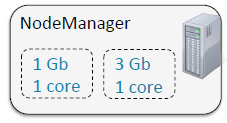 NodeManager
1 Gb
1 core
3 Gb
1 core